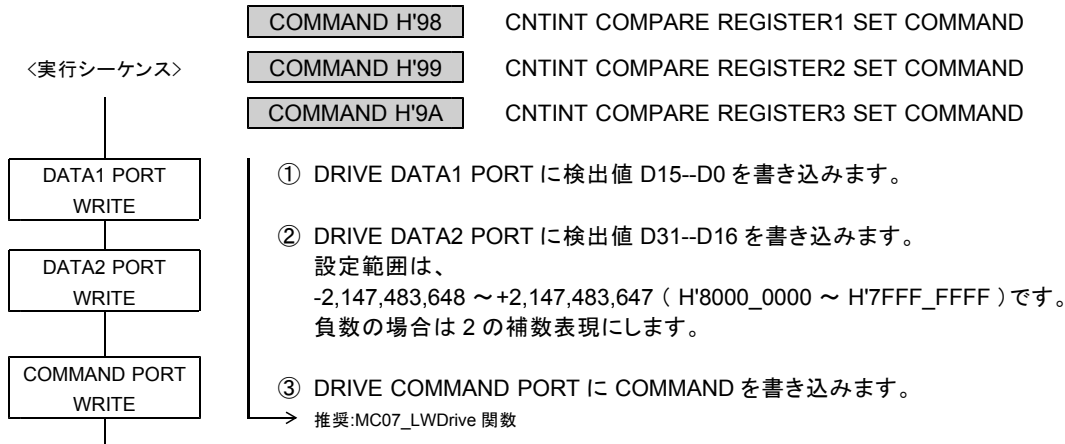 COMMAND H'98 CNTINT COMPARE REGISTER1 SET COMMAND
<実行シーケンス> COMMAND H'99 CNTINT COMPARE REGISTER2 SET COMMAND
COMMAND H'9A CNTINT COMPARE REGISTER3 SET COMMAND
DATA1 PORT
WRITE
① DRIVE DATA1 PORT に検出値 D15--D0 を書き込みます。
DATA2 PORT
WRITE
② DRIVE DATA2 PORT に検出値 D31--D16 を書き込みます。
設定範囲は、
-2,147,483,648 ～+2,147,483,647 ( H'8000_0000 ～ H'7FFF_FFFF ) です。
負数の場合は 2 の補数表現にします。
COMMAND PORT
WRITE
③ DRIVE COMMAND PORT に COMMAND を書き込みます。
推奨:MC07_LWDrive 関数